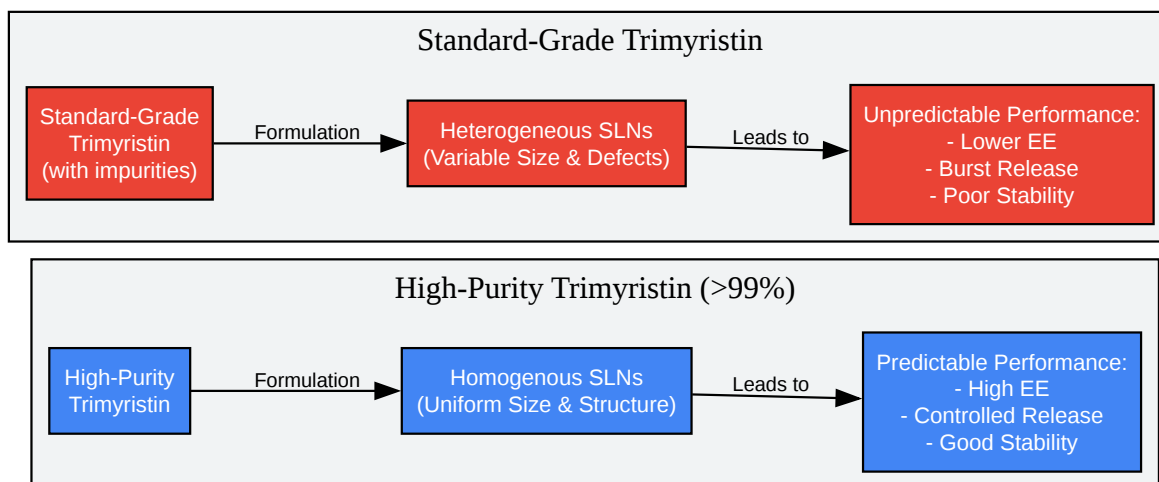 Standard-Grade Trimyristin
Standard-Grade
Trimyristin
(with impurities)
Formulation
Heterogeneous SLNs
(Variable Size & Defects)
Leads to
Unpredictable Performance:
- Lower EE
- Burst Release
- Poor Stability
High-Purity Trimyristin (>99%)
High-Purity
Trimyristin
Formulation
Homogenous SLNs
(Uniform Size & Structure)
Leads to
Predictable Performance:
- High EE
- Controlled Release
- Good Stability